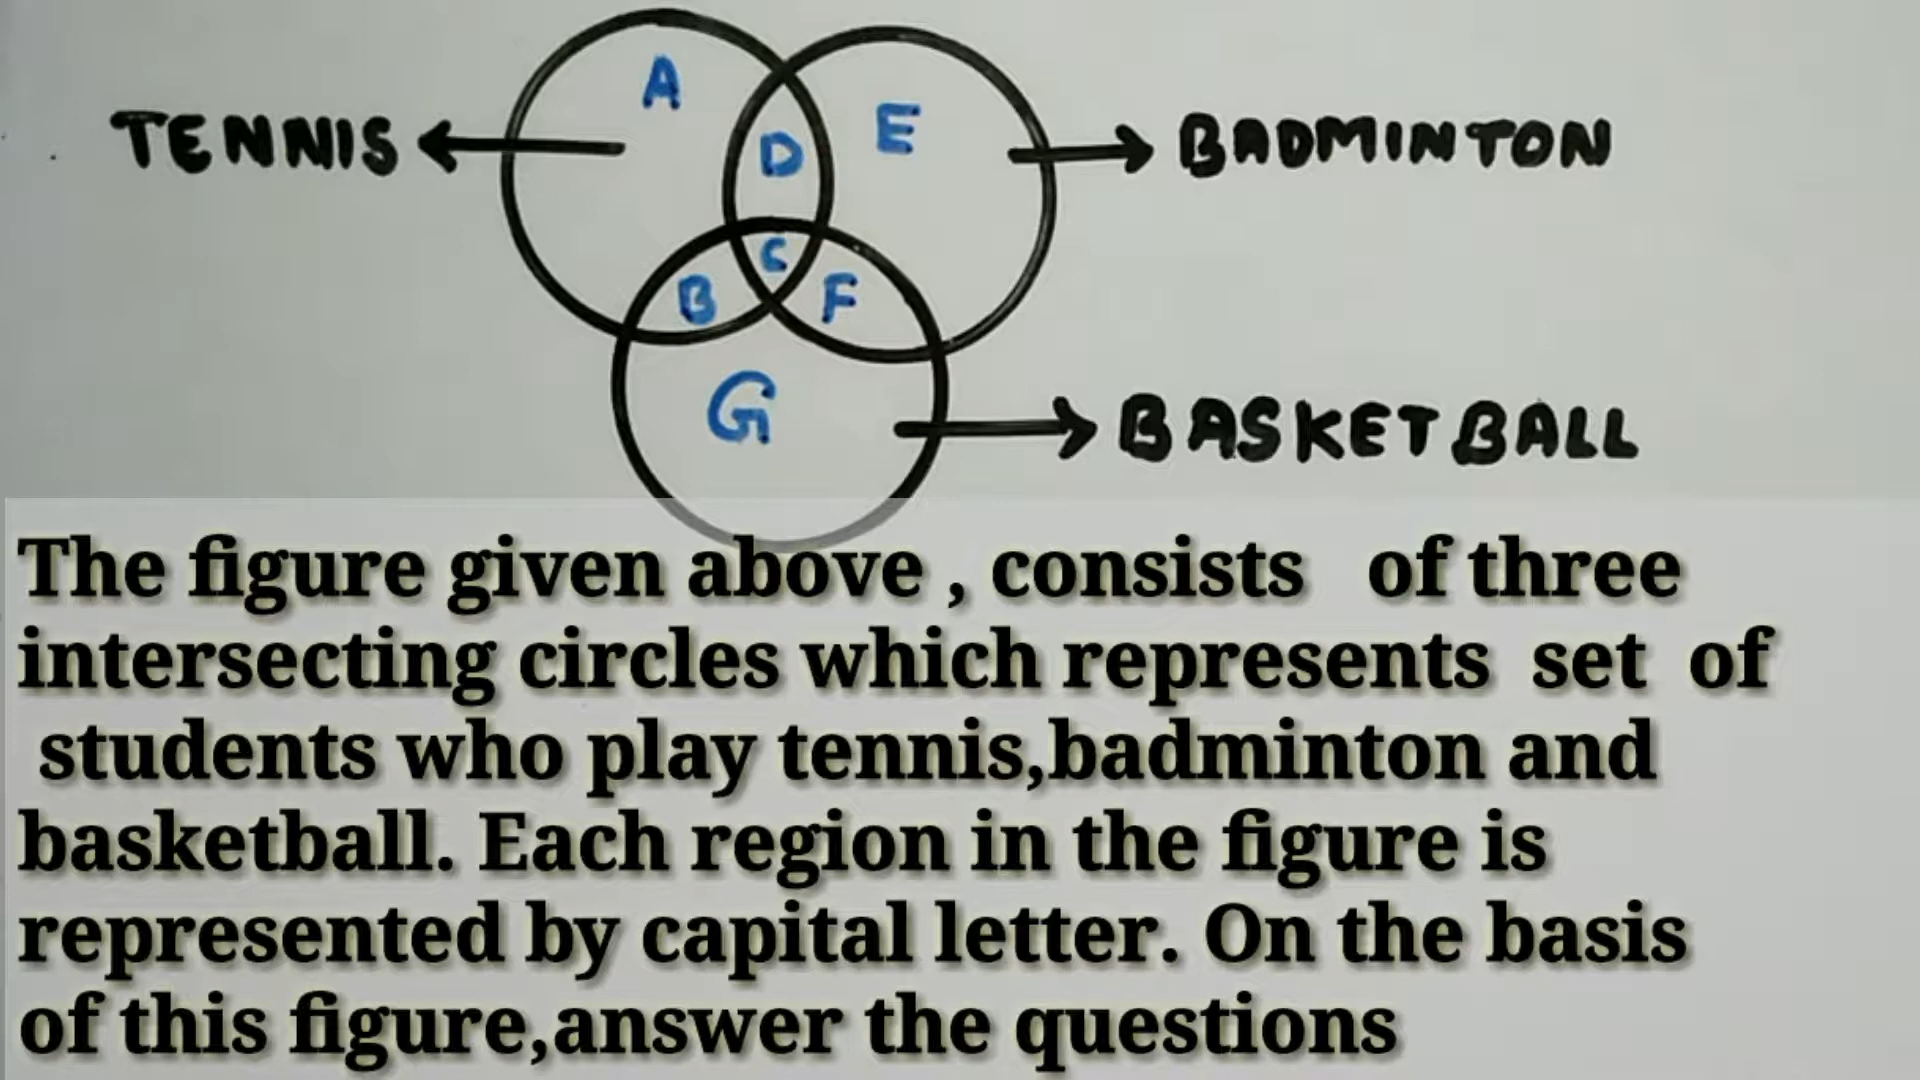 A
E
TENNIS
D
BADMINTON
C
B
F
G
BASKETBALL
The figure given above , consists of three
intersecting circles which represents set of
students who play tennis,badminton and
basketball. Each region in the figure is
represented by capital letter. On the basis
of this figure,answer the questions